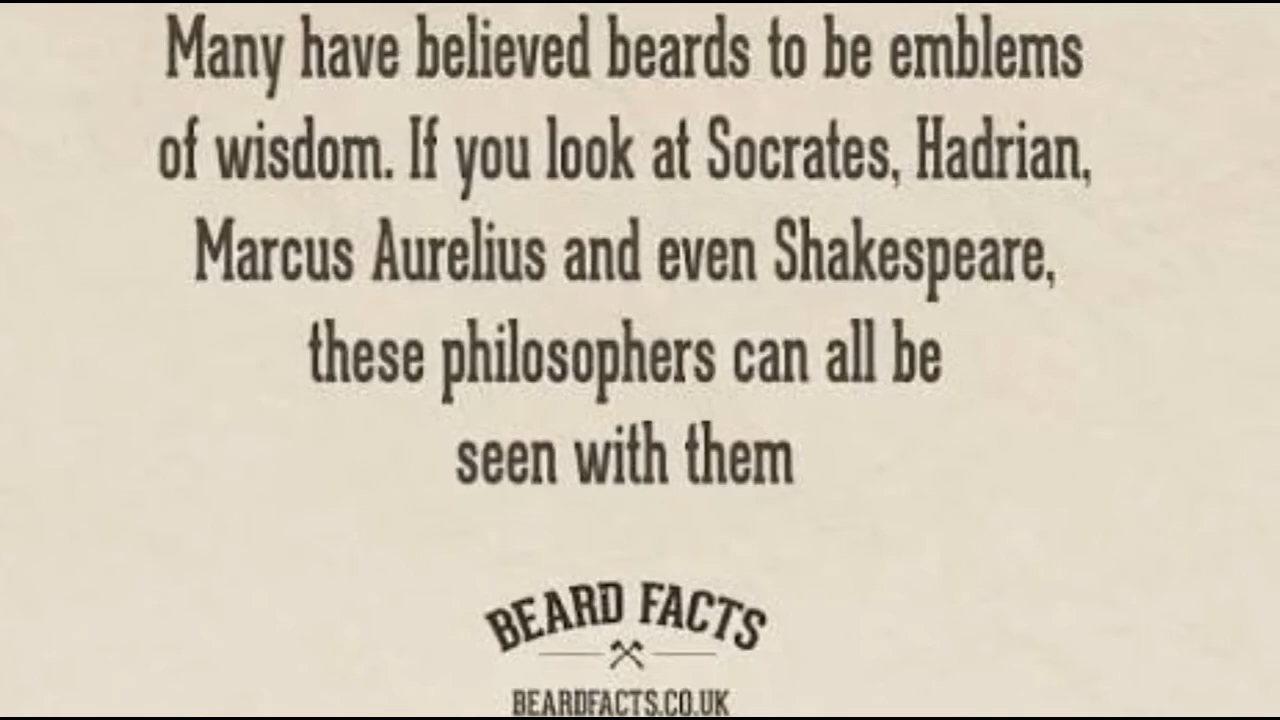 Many have believed beards to be emblems
of wisdom. If you look at Socrates, Hadrian,
Marcus Aurelius and even Shakespeare,
these philosophers can all be
seen with them
BEARD FACTS
BEARDFACTS.CO.UK